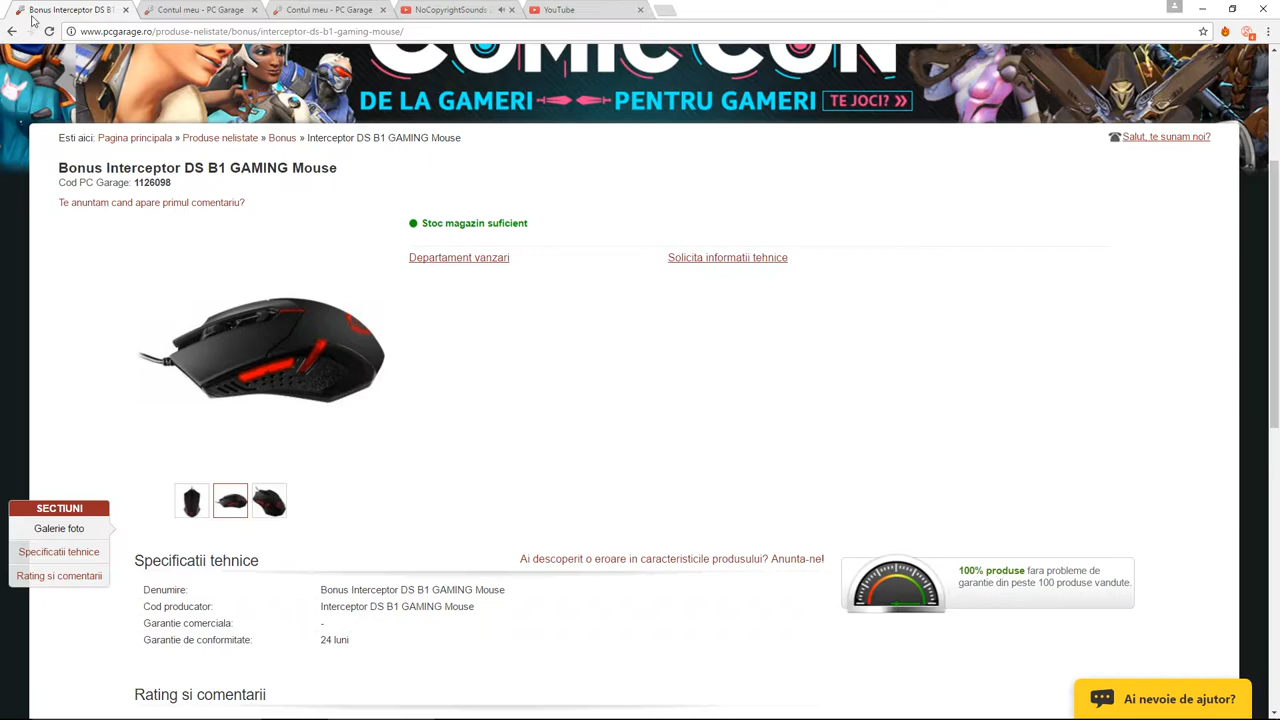 Bonus Interceptor DS B1
Contul meu - PC Garage
Contul meu - PC Garage
NoCopyrightSounds
YouTube
www.pcgarage.ro/produse-nelistate/bonus/interceptor-ds-b1-gaming-mouse/
COMIC CON
DE LA GAMERI PENTRU GAMERI TE JOCI? »
Esti aici: Pagina principala » Produse nelistate » Bonus » Interceptor DS B1 GAMING Mouse
Salut, te sunam noi?
Bonus Interceptor DS B1 GAMING Mouse
Cod PC Garage: 1126098
Te anuntam cand apare primul comentariu?
Stoc magazin suficient
Departament vanzari
Solicita informatii tehnice
SECTIUNI
Galerie foto
Specificatii tehnice
Rating si comentarii
Specificatii tehnice
Ai descoperit o eroare in caracteristicile produsului? Anunta-ne!
Denumire: Bonus Interceptor DS B1 GAMING Mouse
Cod producator: Interceptor DS B1 GAMING Mouse
Garantie comerciala: -
Garantie de conformitate: 24 luni
100% produse fara probleme de
garantie din peste 100 produse vandute.
Rating si comentarii
Ai nevoie de ajutor?